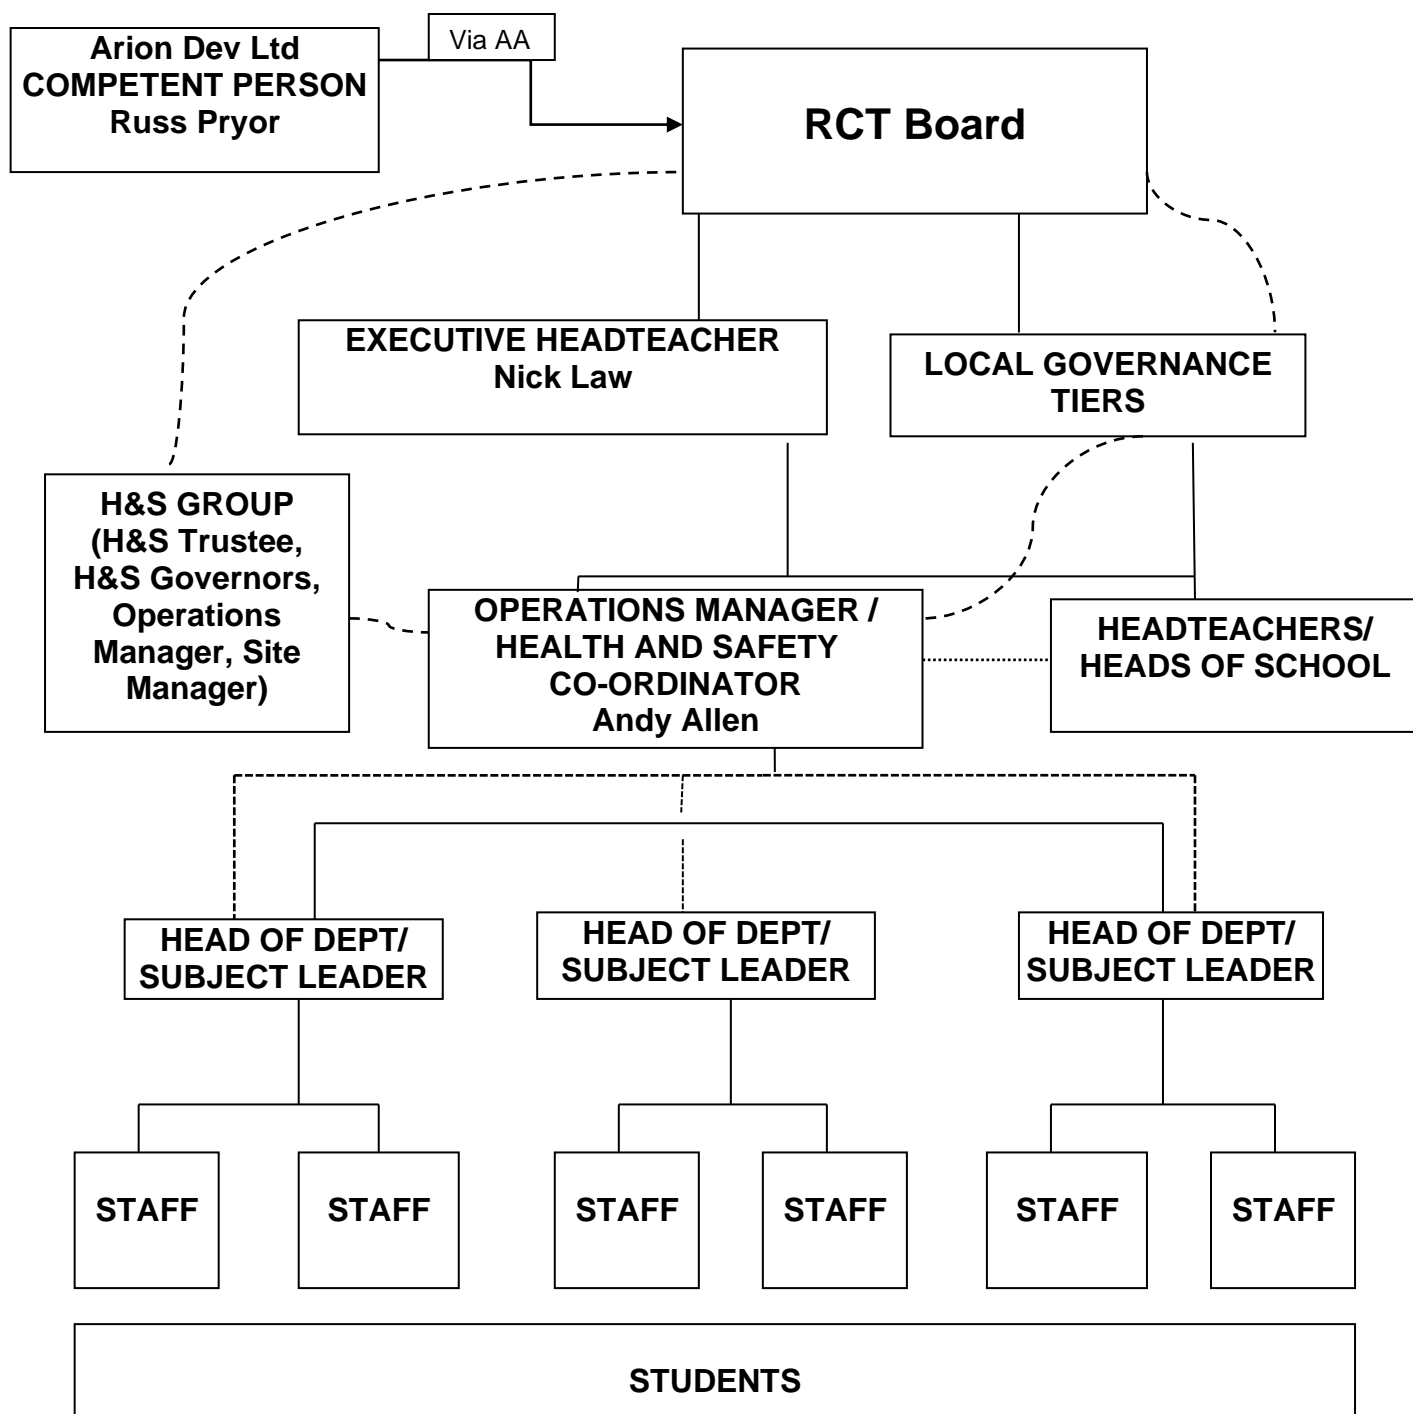 Arion Dev Ltd
COMPETENT PERSON
Russ Pryor
Via AA
RCT Board
EXECUTIVE HEADTEACHER
Nick Law
LOCAL GOVERNANCE
TIERS
H&S GROUP
(H&S Trustee,
H&S Governors,
Operations
Manager, Site
Manager)
OPERATIONS MANAGER /
HEALTH AND SAFETY
CO-ORDINATOR
Andy Allen
HEADTEACHERS/
HEADS OF SCHOOL
HEAD OF DEPT/
SUBJECT LEADER
HEAD OF DEPT/
SUBJECT LEADER
HEAD OF DEPT/
SUBJECT LEADER
STAFF
STAFF
STAFF
STAFF
STAFF
STAFF
STUDENTS